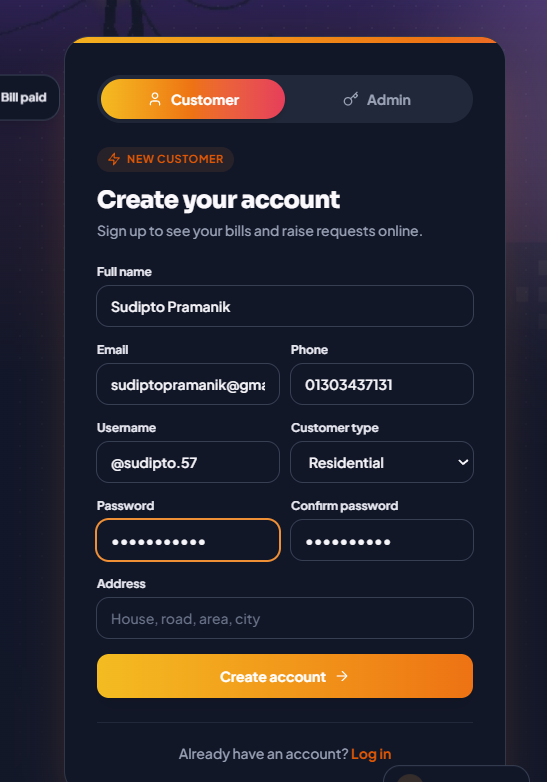 Bill paid
Customer Admin
NEW CUSTOMER
Create your account
Sign up to see your bills and raise requests online.
Full name
Sudipto Pramanik
Email Phone
sudiptopramanik@gma 01303437131
Username Customer type
@sudipto.57 Residential
Password Confirm password
••••••••••• ••••••••••
Address
House, road, area, city
Create account →
Already have an account? Log in